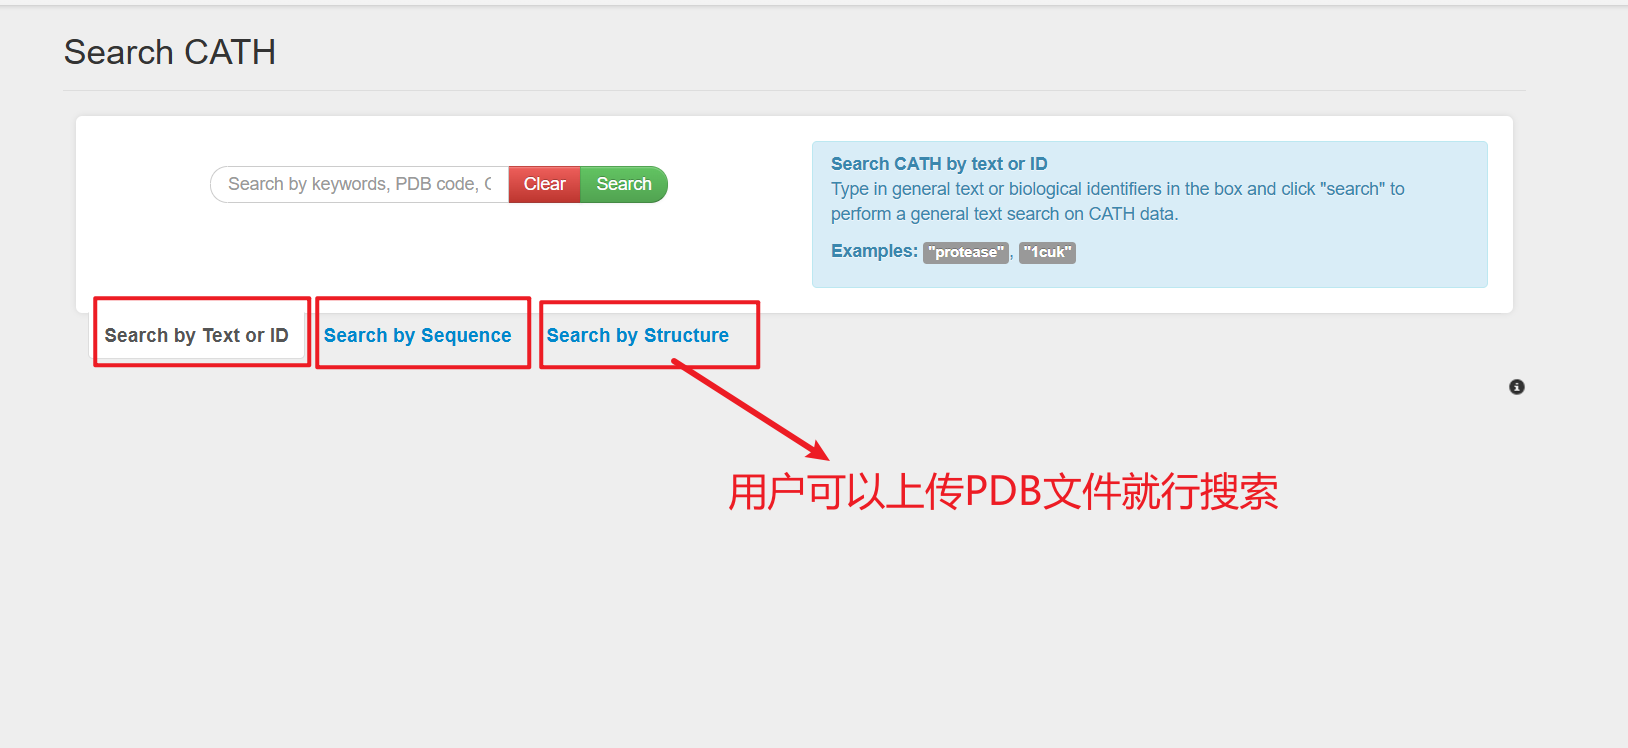 Search CATH
Search by keywords, PDB code, C
Clear
Search
Search CATH by text or ID
Type in general text or biological identifiers in the box and click "search" to
perform a general text search on CATH data.
Examples: "protease", "1cuk"
Search by Text or ID
Search by Sequence
Search by Structure
用户可以上传PDB文件就行搜索